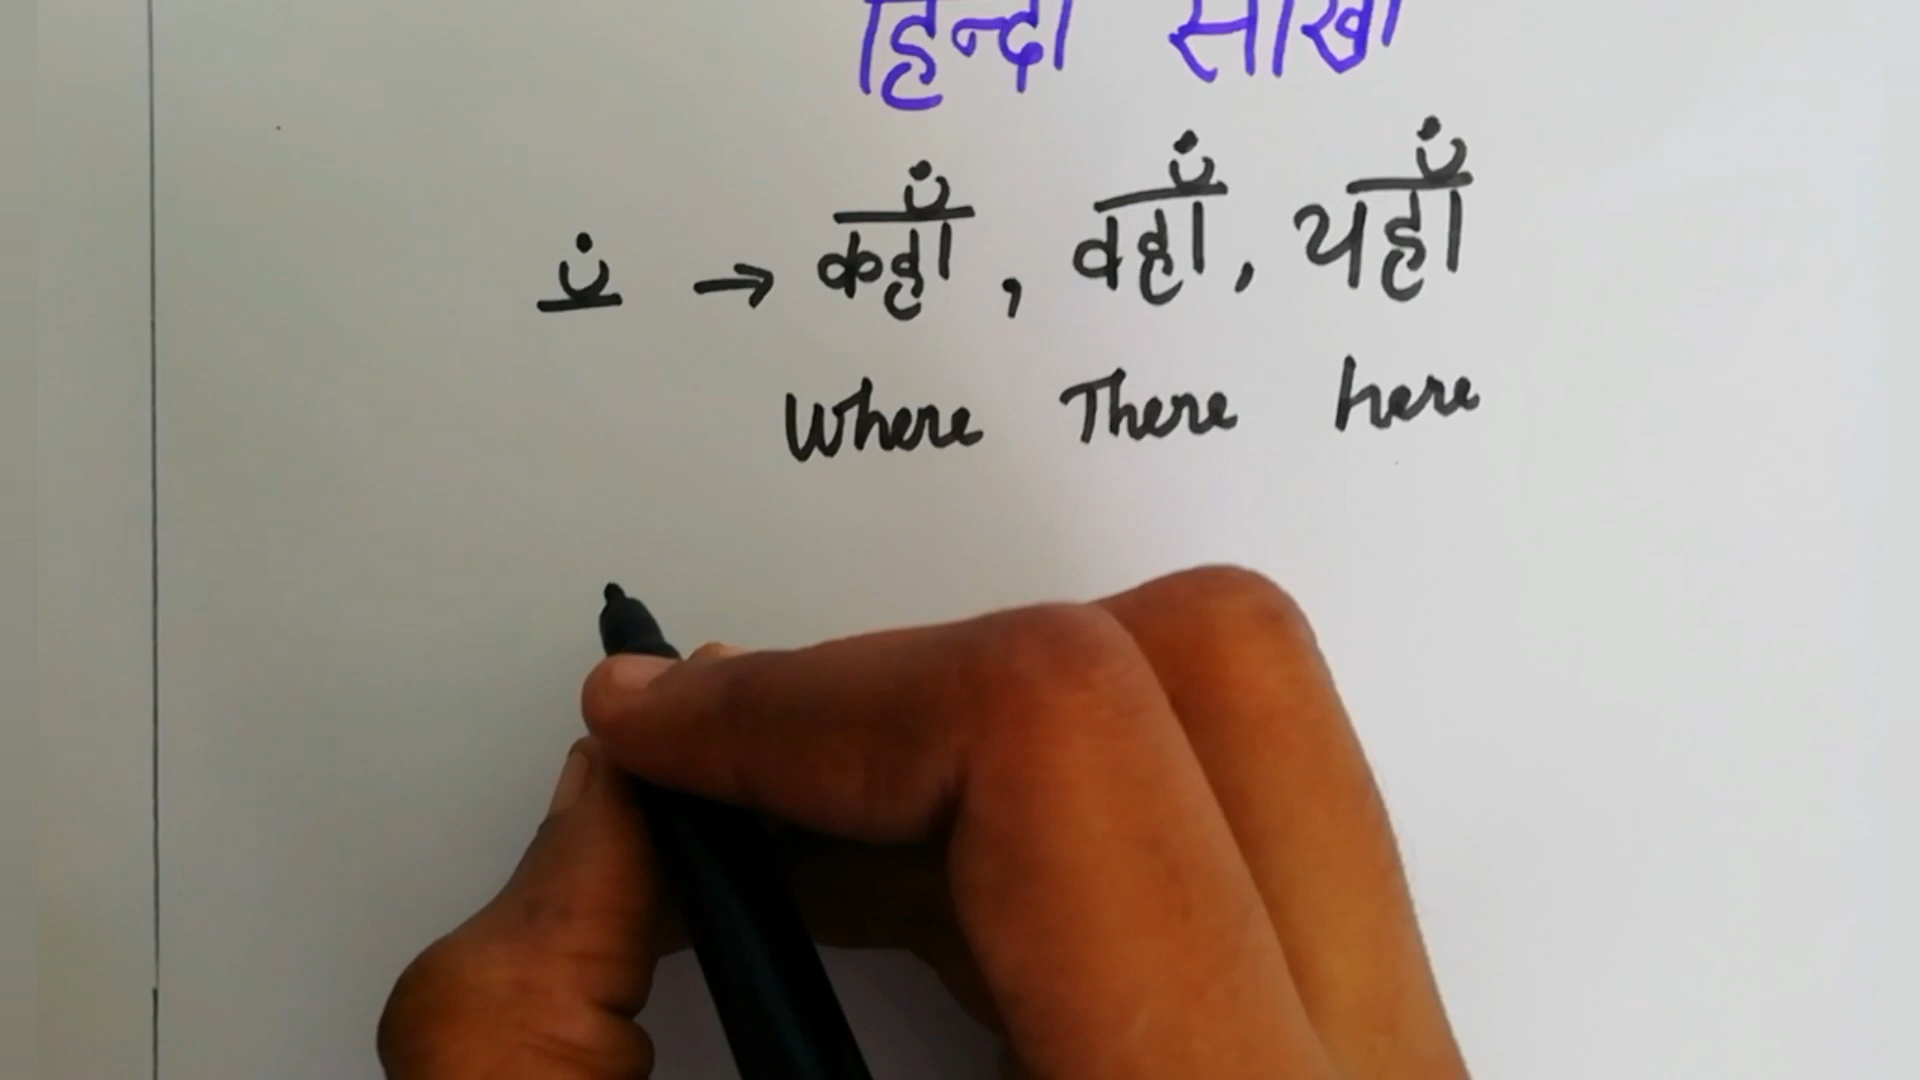 हिन्दी सीखो
ँ → कहाँ, वहाँ, यहाँ
Where There here